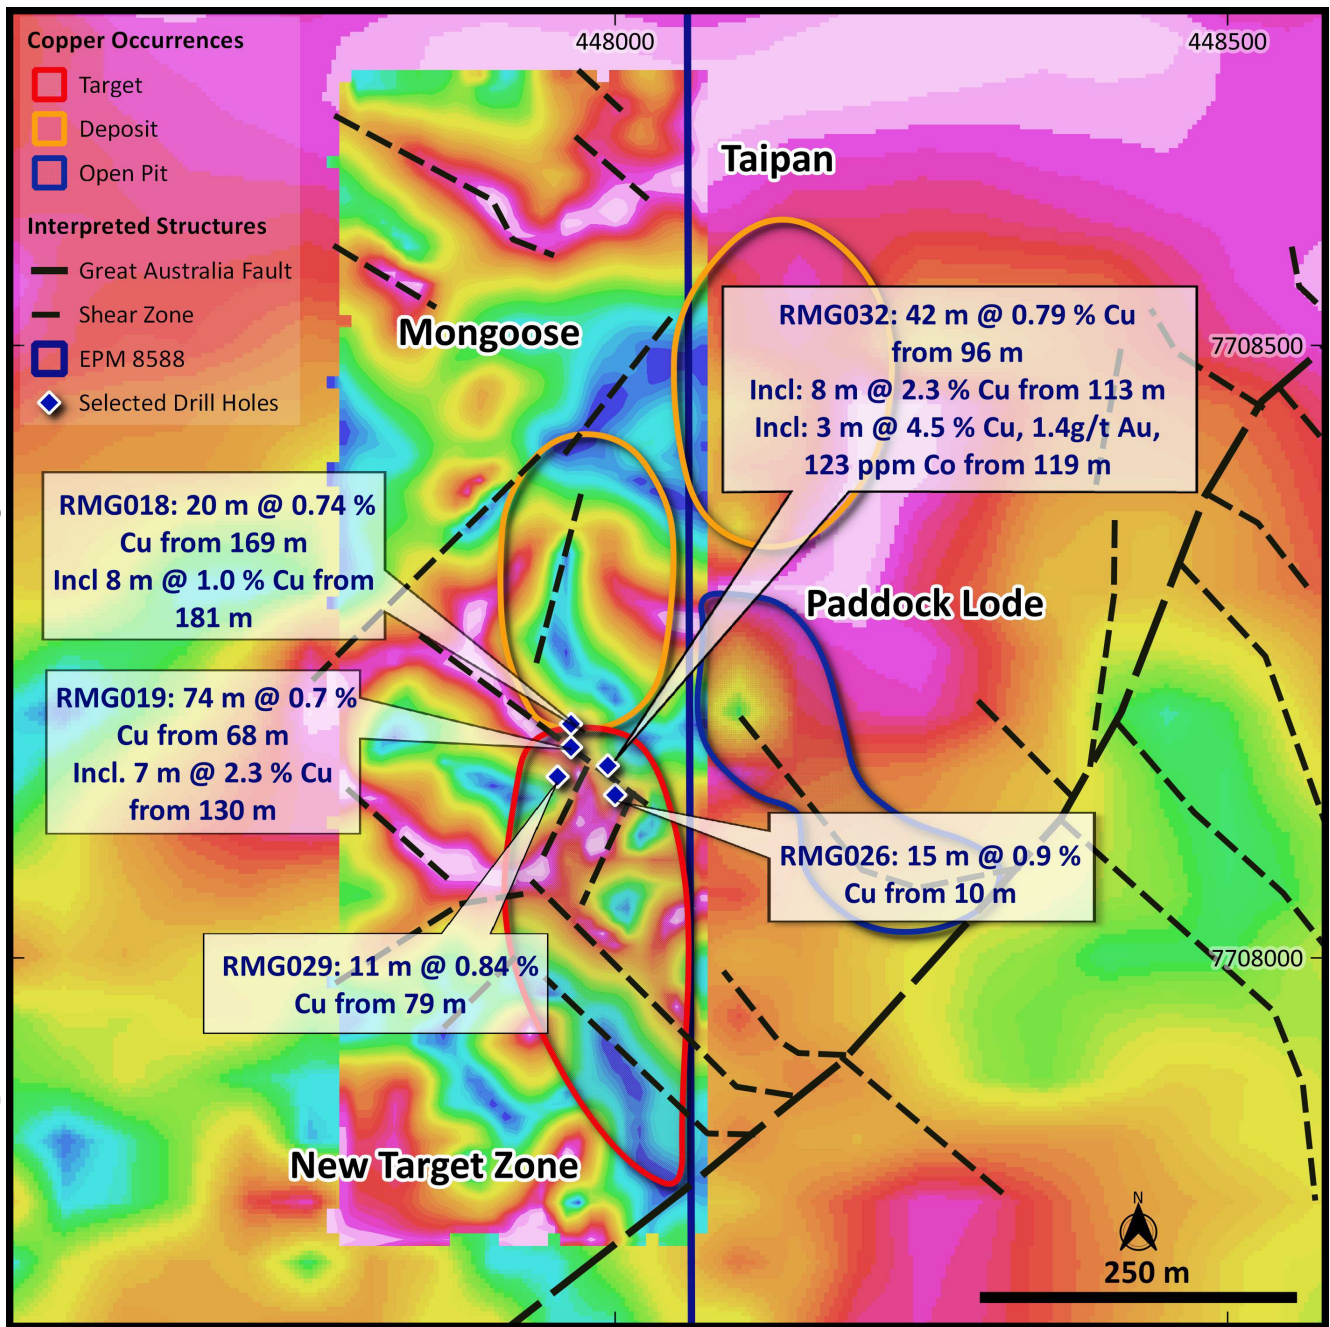 Copper Occurrences
Target
Deposit
Open Pit
Interpreted Structures
Great Australia Fault
Shear Zone
EPM 8588
Selected Drill Holes
448000
448500
Taipan
Mongoose
RMG032: 42 m @ 0.79 % Cu
from 96 m
Incl: 8 m @ 2.3 % Cu from 113 m
Incl: 3 m @ 4.5 % Cu, 1.4g/t Au,
123 ppm Co from 119 m
7708500
RMG018: 20 m @ 0.74 %
Cu from 169 m
Incl 8 m @ 1.0 % Cu from
181 m
Paddock Lode
RMG019: 74 m @ 0.7 %
Cu from 68 m
Incl. 7 m @ 2.3 % Cu
from 130 m
RMG026: 15 m @ 0.9 %
Cu from 10 m
RMG029: 11 m @ 0.84 %
Cu from 79 m
7708000
New Target Zone
N
250 m